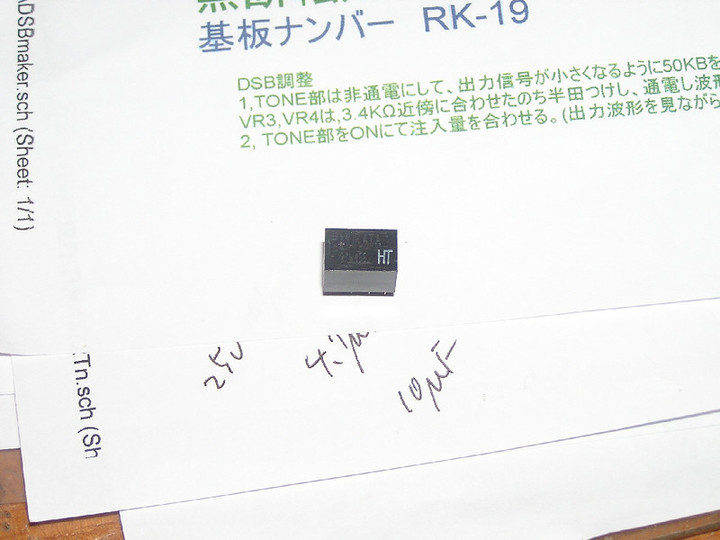 基板ナンバー RK-19
DSB調整
1,TONE部は非通電にして、出力信号が小さくなるように50KBを
VR3,VR4は,3.4KΩ近傍に合わせたのち半田つけし、通電し波形
2, TONE部をONにて注入量を合わせる。(出力波形を見ながら
ADSBmaker.sch (Sheet: 1/1)
HT
25V
10μF
Tn.sch (Sh